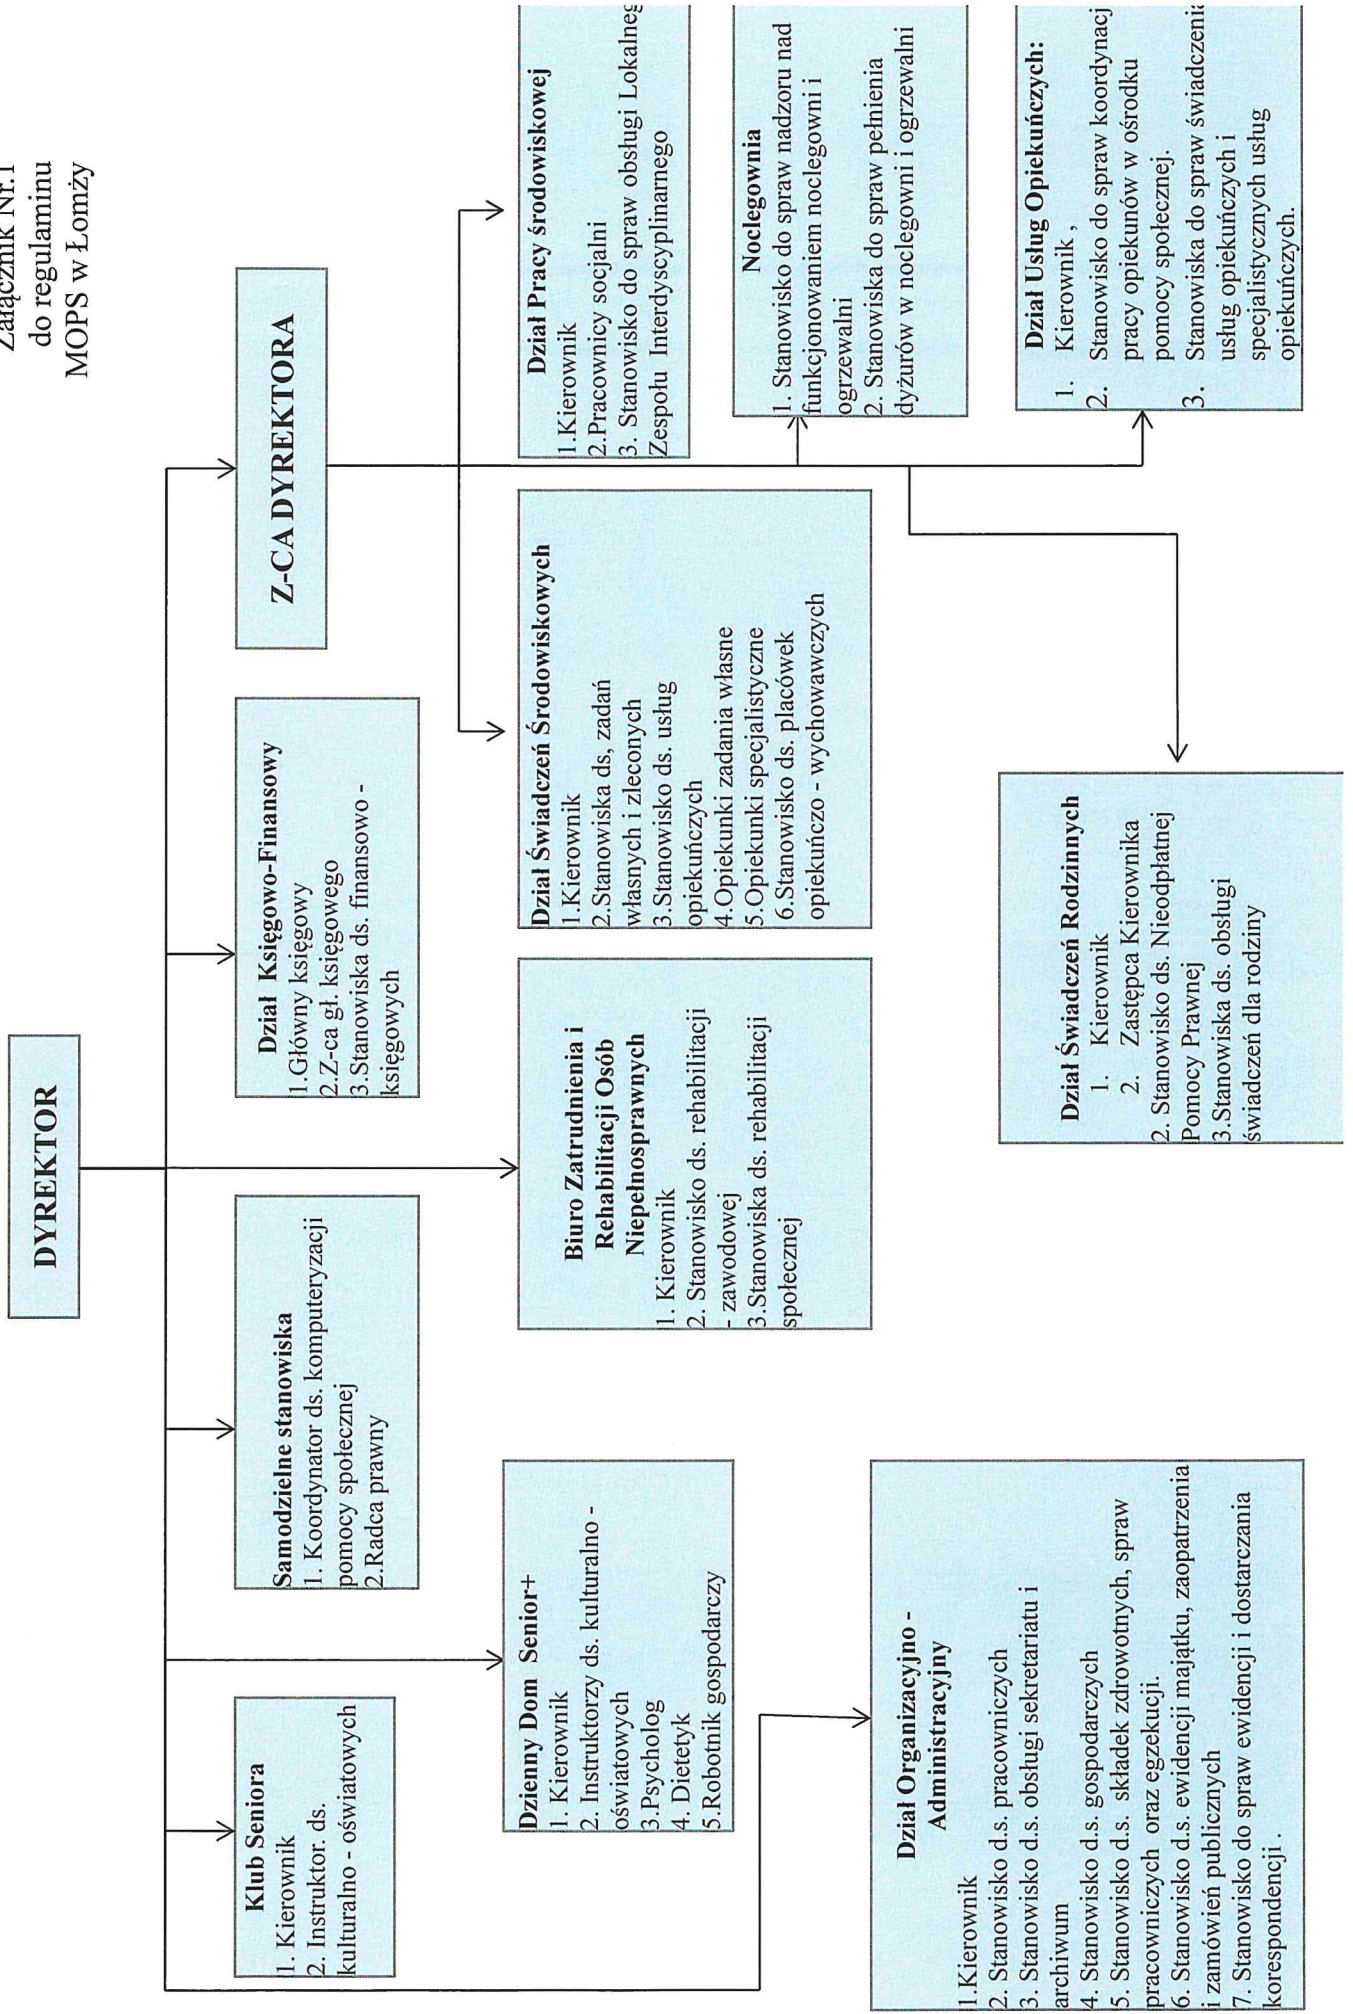 Załącznik Nr.1
do regulaminu
MOPS w Łomży
DYREKTOR
Klub Seniora
1. Kierownik
2. Instruktor. ds.
kulturalno - oświatowych
Samodzielne stanowiska
1. Koordynator ds. komputeryzacji
pomocy społecznej
2.Radca prawny
Dział Księgowo-Finansowy
1.Główny księgowy
2.Z-ca gł. księgowego
3.Stanowiska ds. finansowo -
księgowych
Z-CA DYREKTORA
Dzienny Dom Senior+
1. Kierownik
2. Instruktorzy ds. kulturalno -
oświatowych
3.Psycholog
4. Dietetyk
5.Robotnik gospodarczy
Biuro Zatrudnienia i
Rehabilitacji Osób
Niepełnosprawnych
1. Kierownik
2. Stanowisko ds. rehabilitacji
- zawodowej
3.Stanowiska ds. rehabilitacji
społecznej
Dział Świadczeń Środowiskowych
1.Kierownik
2.Stanowiska ds, zadań
własnych i zleconych
3.Stanowisko ds. usług
opiekuńczych
4.Opiekunki zadania własne
5.Opiekunki specjalistyczne
6.Stanowisko ds. placówek
opiekuńczo - wychowawczych
Dział Pracy środowiskowej
1.Kierownik
2.Pracownicy socjalni
3. Stanowisko do spraw obsługi Lokalneg
Zespołu Interdyscyplinarnego
Noclegownia
1. Stanowisko do spraw nadzoru nad
funkcjonowaniem noclegowni i
ogrzewalni
2. Stanowiska do spraw pełnienia
dyżurów w noclegowni i ogrzewalni
Dział Organizacyjno -
Administracyjny
1.Kierownik
2. Stanowisko d.s. pracowniczych
3. Stanowisko d.s. obsługi sekretariatu i
archiwum
4. Stanowisko d.s. gospodarczych
5. Stanowisko d.s. składek zdrowotnych, spraw
pracowniczych oraz egzekucji.
6. Stanowisko d.s. ewidencji majątku, zaopatrzenia
i zamówień publicznych
7. Stanowisko do spraw ewidencji i dostarczania
korespondencji .
Dział Świadczeń Rodzinnych
1. Kierownik
2. Zastępca Kierownika
2. Stanowisko ds. Nieodpłatnej
Pomocy Prawnej
3.Stanowiska ds. obsługi
świadczeń dla rodziny
Dział Usług Opiekuńczych:
1. Kierownik ,
2. Stanowisko do spraw koordynacj
pracy opiekunów w ośrodku
pomocy społecznej.
3. Stanowiska do spraw świadczenia
usług opiekuńczych i
specjalistycznych usług
opiekuńczych.